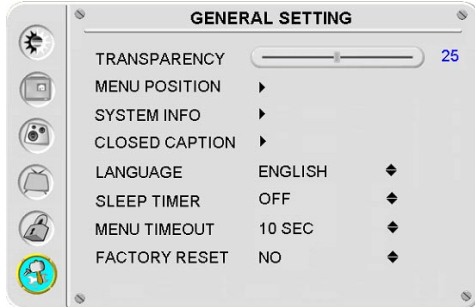 GENERAL SETTING
TRANSPARENCY 25
MENU POSITION
SYSTEM INFO
CLOSED CAPTION
LANGUAGE ENGLISH
SLEEP TIMER OFF
MENU TIMEOUT 10 SEC
FACTORY RESET NO